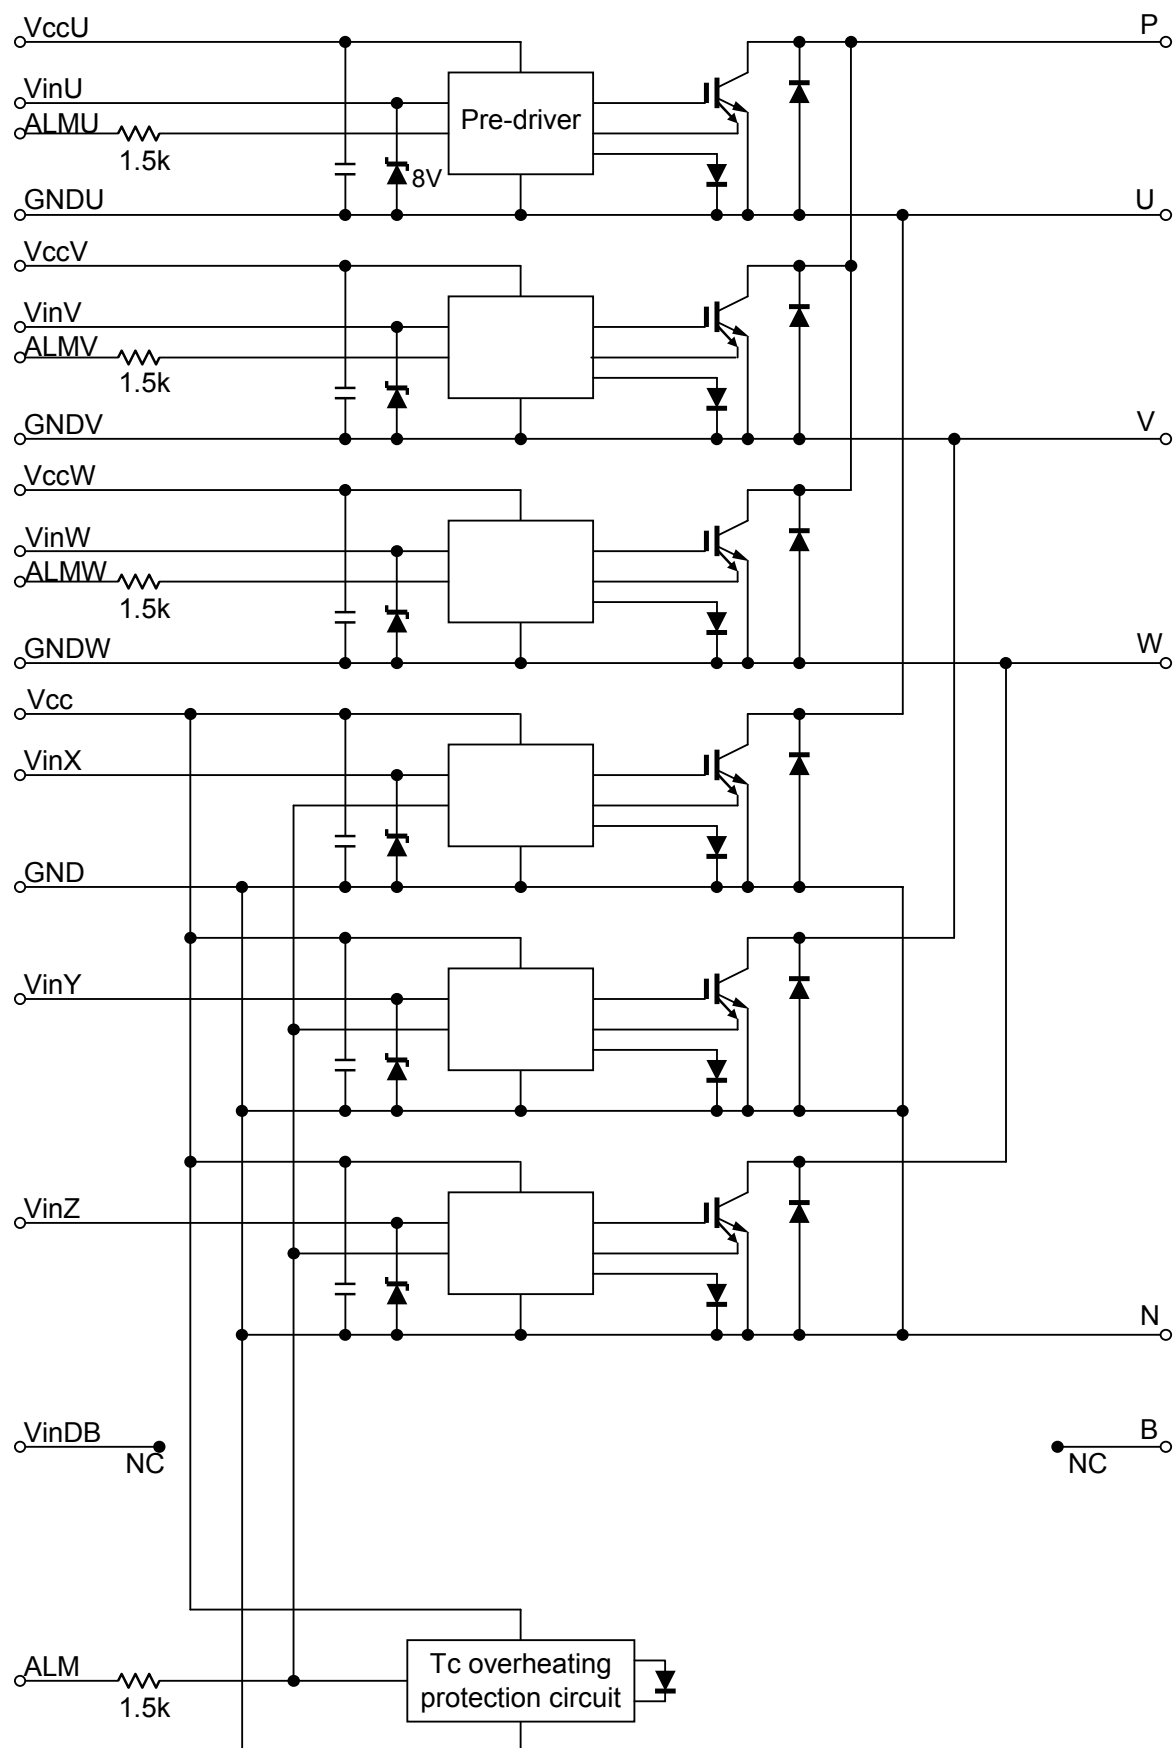 VccU
P
VinU
ALMU
Pre-driver
1.5k
8V
GNDU
U
VccV
VinV
ALMV
1.5k
GNDV
V
VccW
VinW
ALMW
1.5k
GNDW
W
Vcc
VinX
GND
VinY
VinZ
N
VinDB
NC
B
NC
ALM
1.5k
Tc overheating
protection circuit